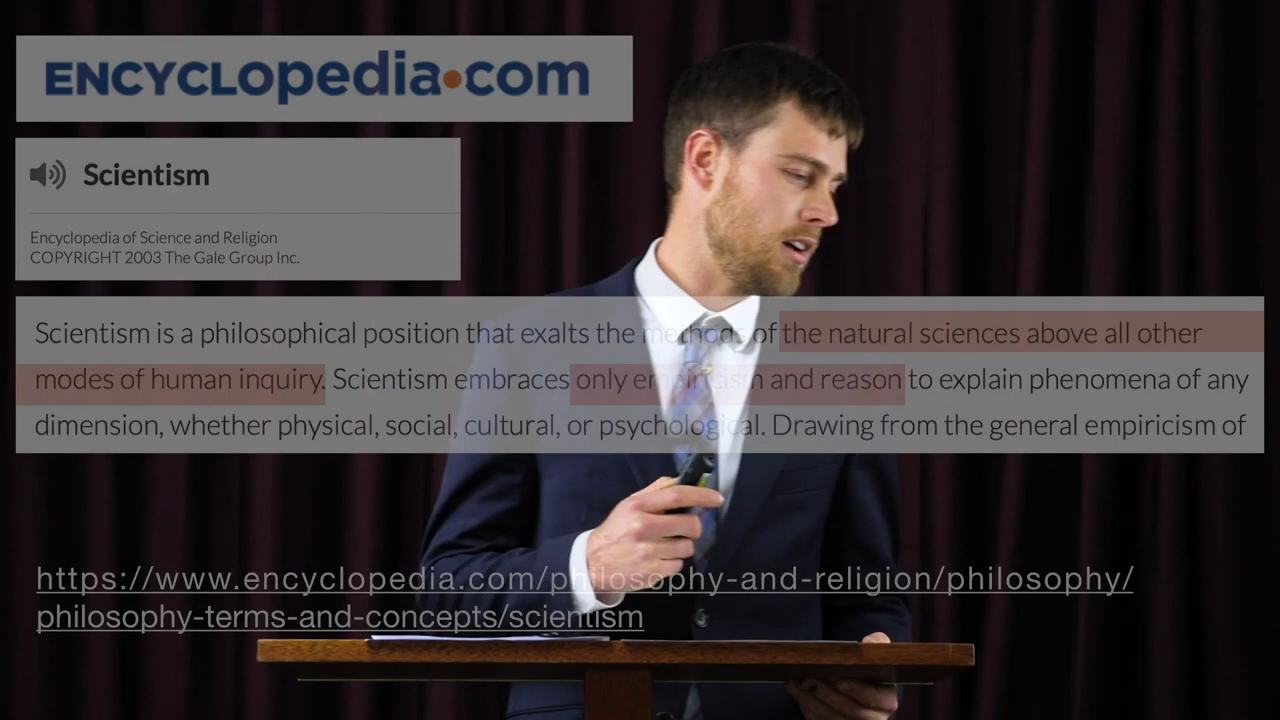 ENCYCLOpedia.com
Scientism
Encyclopedia of Science and Religion
COPYRIGHT 2003 The Gale Group Inc.
Scientism is a philosophical position that exalts the methods of the natural sciences above all other
modes of human inquiry. Scientism embraces only empiricism and reason to explain phenomena of any
dimension, whether physical, social, cultural, or psychological. Drawing from the general empiricism of
https://www.encyclopedia.com/philosophy-and-religion/philosophy/
philosophy-terms-and-concepts/scientism